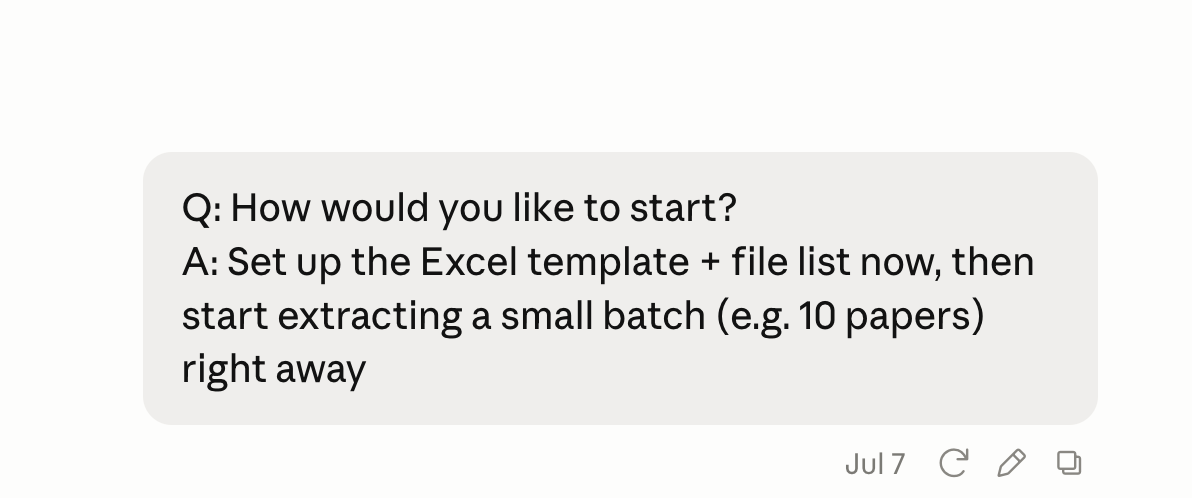 Q: How would you like to start?
A: Set up the Excel template + file list now, then
start extracting a small batch (e.g. 10 papers)
right away
Jul 7